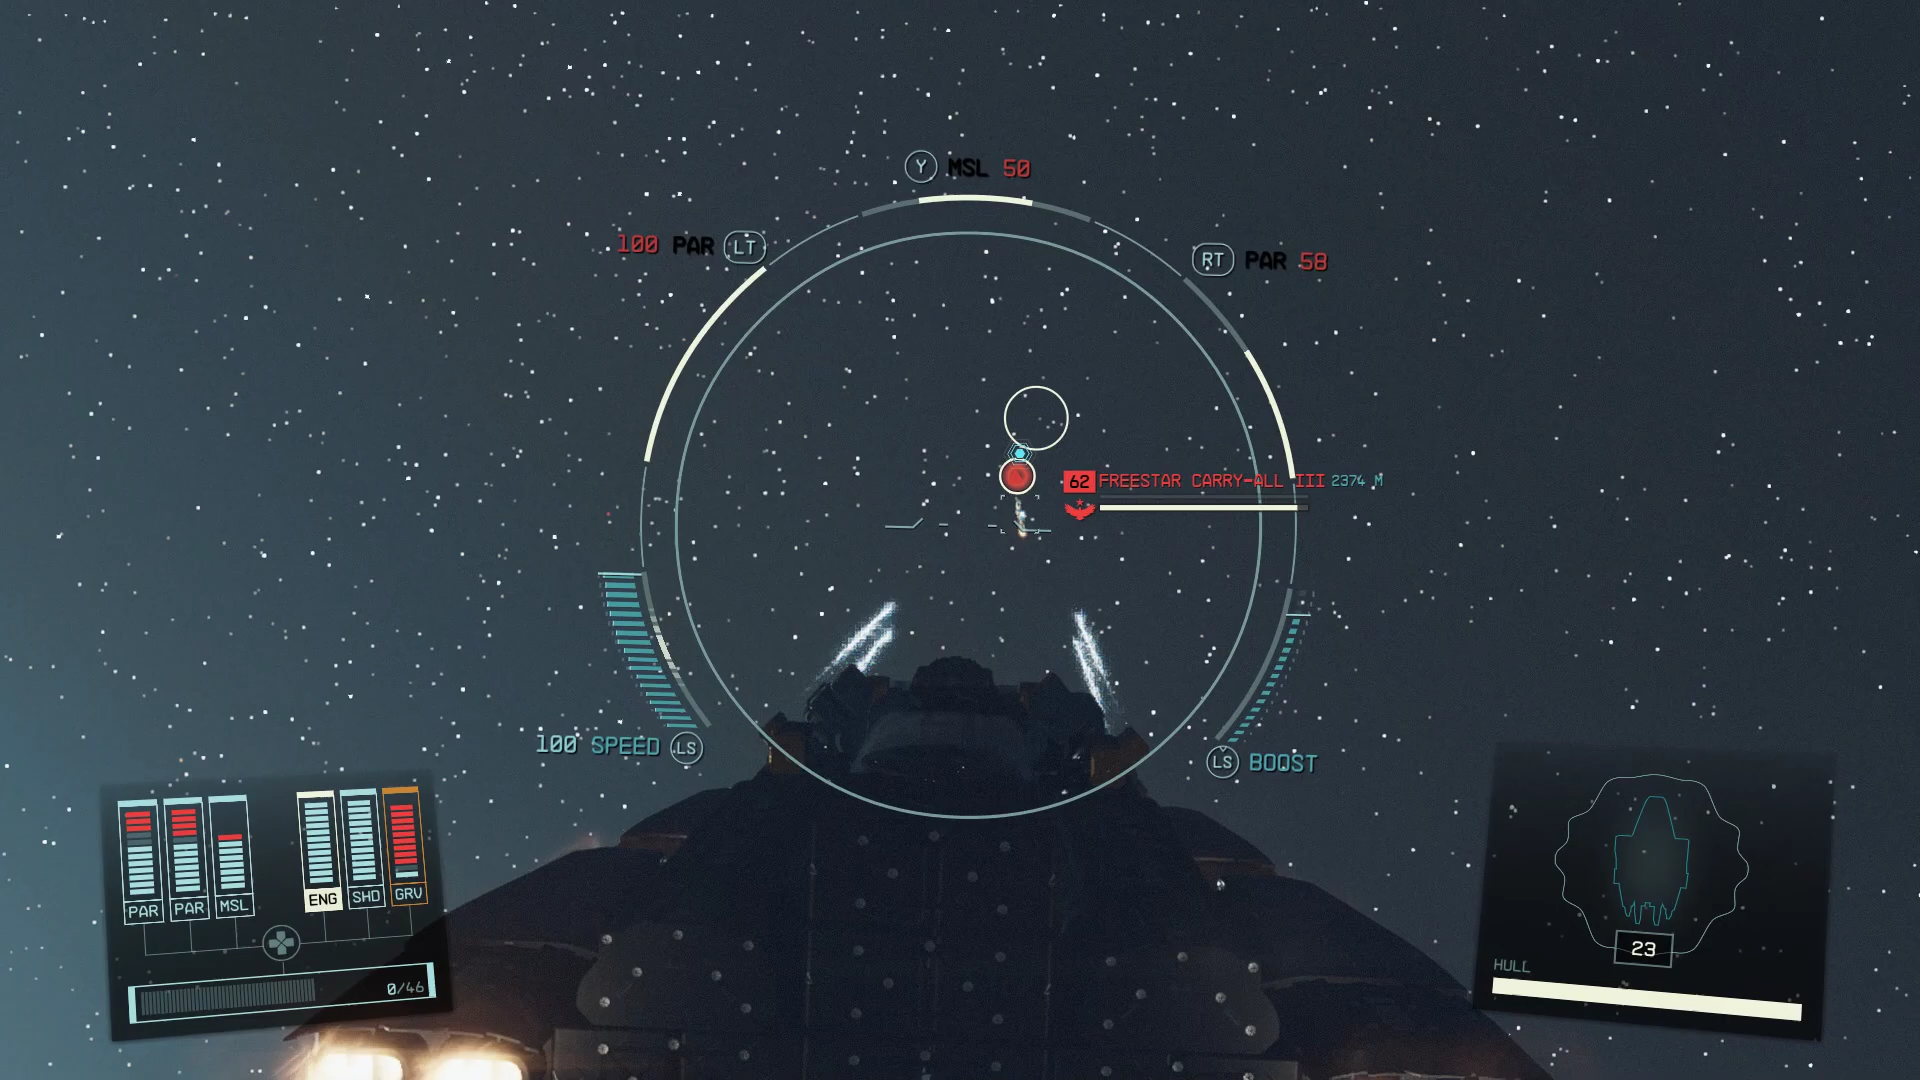 Y MSL 50
100 PAR LT
RT PAR 58
62 FREESTAR CARRY-ALL III 2374 M
100 SPEED LS
LS BOOST
PAR PAR MSL ENG SHD GRV
0/46
23
HULL